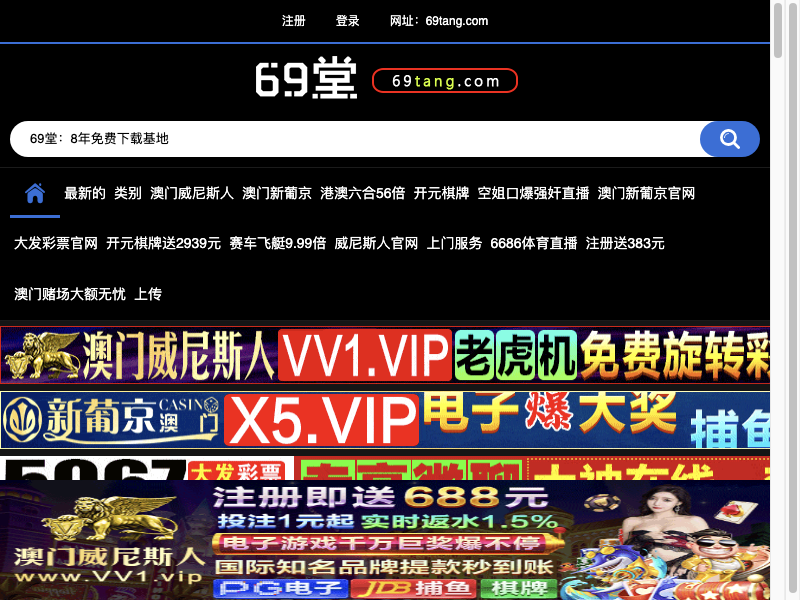 注册 登录 网址：69tang.com
69堂 69tang.com
69堂：8年免费下载基地
最新的 类别 澳门威尼斯人 澳门新葡京 港澳六合56倍 开元棋牌 空姐口爆强奸直播 澳门新葡京官网
大发彩票官网 开元棋牌送2939元 赛车飞艇9.99倍 威尼斯人官网 上门服务 6686体育直播 注册送383元
澳门赌场大额无忧 上传
澳门威尼斯人 VV1.VIP 老虎机 免费旋转彩
新葡京 CASINO 澳门 X5.VIP 电子爆大奖 捕鱼
大发彩票
注册即送688元
投注1元起 实时返水1.5%
电子游戏千万巨奖爆不停
澳门威尼斯人 国际知名品牌提款秒到账
www.VV1.vip PG电子 JDB捕鱼 棋牌